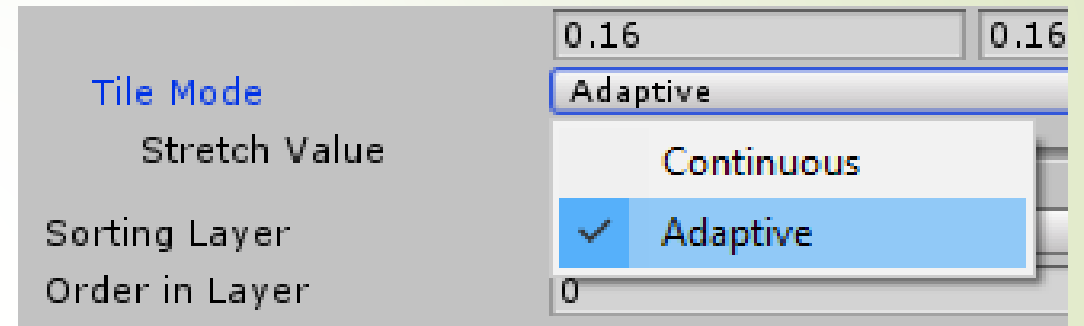 0.16 0.16
Tile Mode Adaptive
Stretch Value
Continuous
Sorting Layer Adaptive
Order in Layer 0